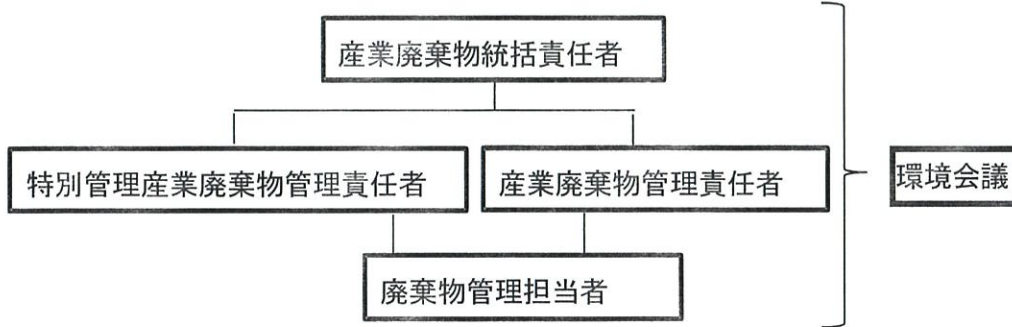 産業廃棄物統括責任者
特別管理産業廃棄物管理責任者
産業廃棄物管理責任者
環境会議
廃棄物管理担当者